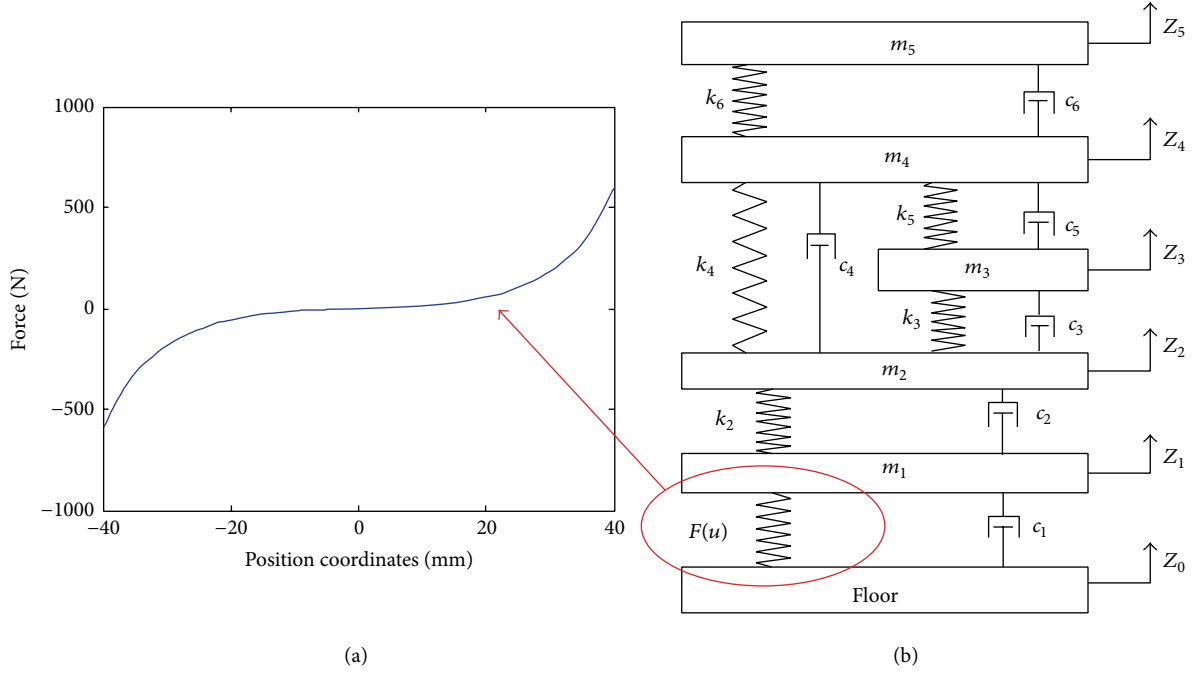 1000
500
0
−500
−1000
−40
−20
0
20
40
Force (N)
Position coordinates (mm)
(a)
m5
Z5
k6
c6
m4
Z4
k5
c5
k4
c4
m3
Z3
k3
c3
m2
Z2
k2
c2
m1
Z1
F(u)
c1
Floor
Z0
(b)